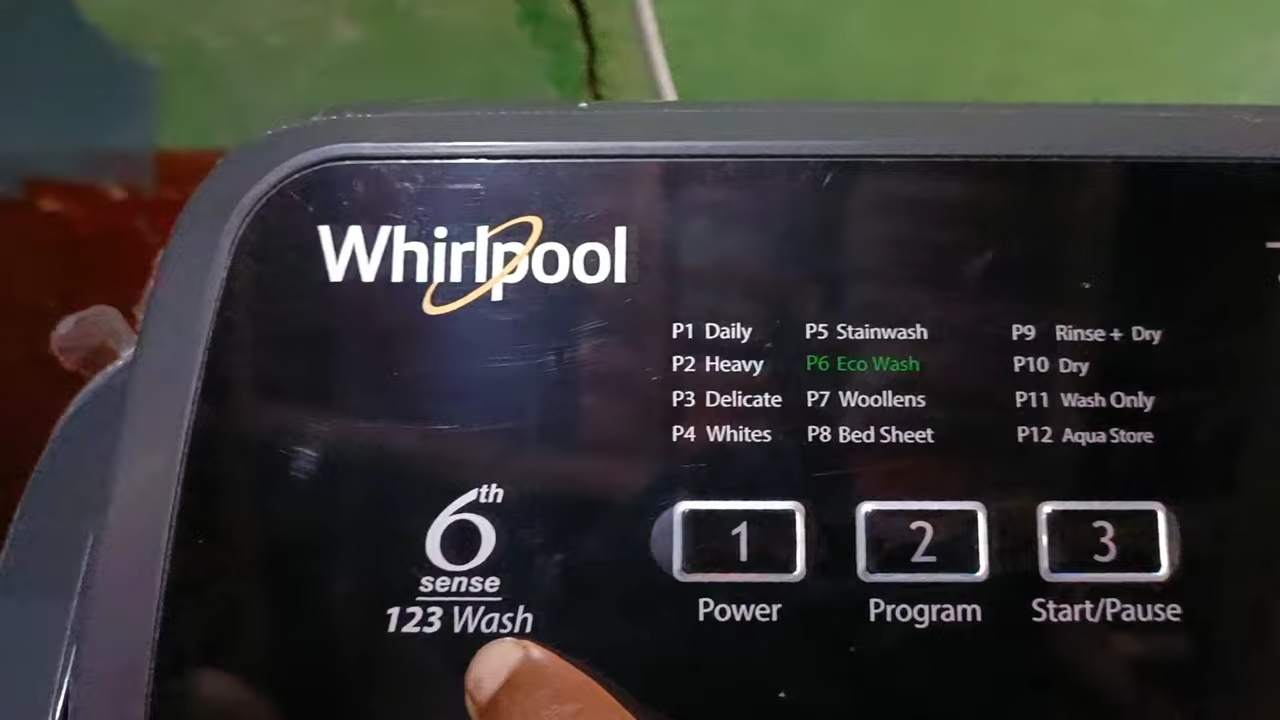 Whirlpool
P1 Daily
P2 Heavy
P3 Delicate
P4 Whites
P5 Stainwash
P6 Eco Wash
P7 Woollens
P8 Bed Sheet
P9 Rinse + Dry
P10 Dry
P11 Wash Only
P12 Aqua Store
6th
sense
123 Wash
1
Power
2
Program
3
Start/Pause